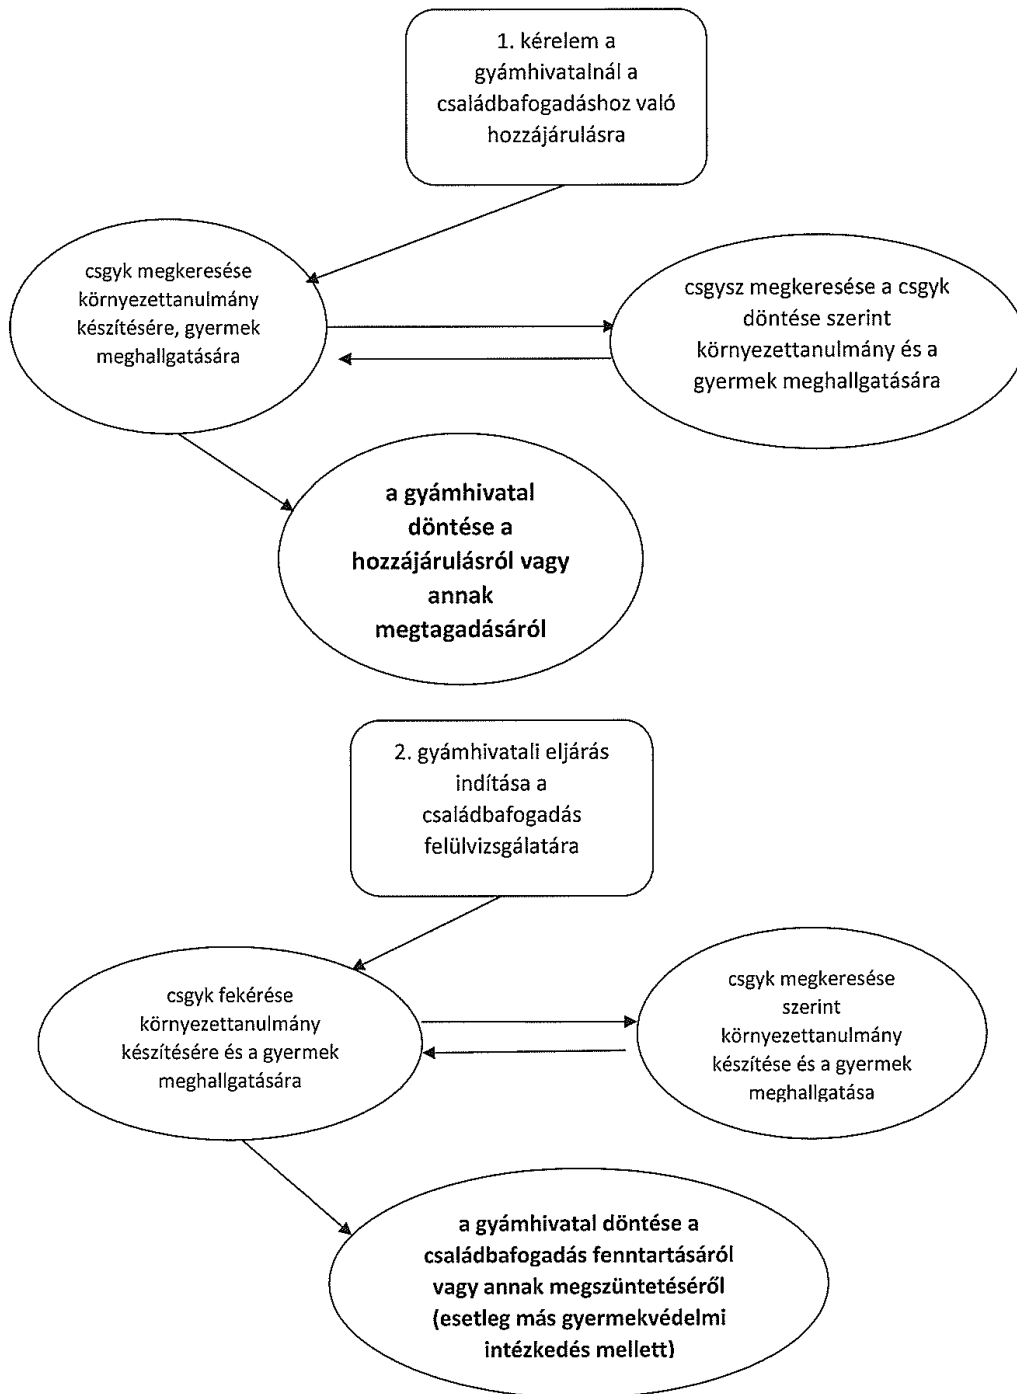 1. kérelem a
gyámhivatalnál a
családbafogadáshoz való
hozzájárulásra
csgyk megkeresése
környezettanulmány
készítésére, gyermek
meghallgatására
csgysz megkeresése a csgyk
döntése szerint
környezettanulmány és a
gyermek meghallgatására
a gyámhivatal
döntése a
hozzájárulásról vagy
annak
megtagadásáról
2. gyámhivatali eljárás
indítása a
családbafogadás
felülvizsgálatára
csgyk fekérése
környezettanulmány
készítésére és a gyermek
meghallgatására
csgyk megkeresése
szerint
környezettanulmány
készítése és a gyermek
meghallgatása
a gyámhivatal döntése a
családbafogadás fenntartásáról
vagy annak megszüntetéséről
(esetleg más gyermekvédelmi
intézkedés mellett)